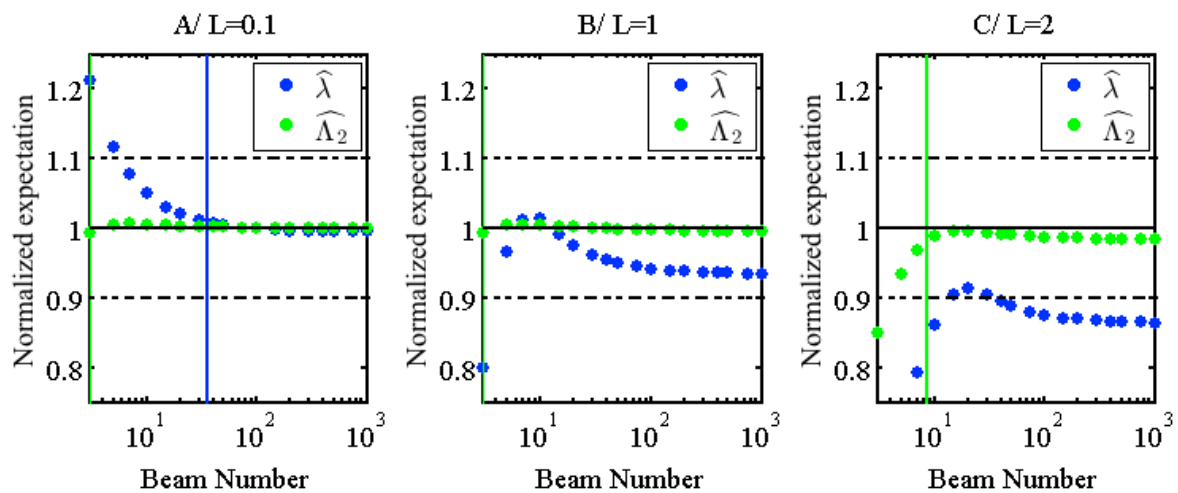 A/ L=0.1
1.2
1.1
1
0.9
0.8
Normalized expectation
λ̂
Λ̂₂
10¹ 10² 10³
Beam Number
B/ L=1
1.2
1.1
1
0.9
0.8
Normalized expectation
λ̂
Λ̂₂
10¹ 10² 10³
Beam Number
C/ L=2
1.2
1.1
1
0.9
0.8
Normalized expectation
λ̂
Λ̂₂
10¹ 10² 10³
Beam Number